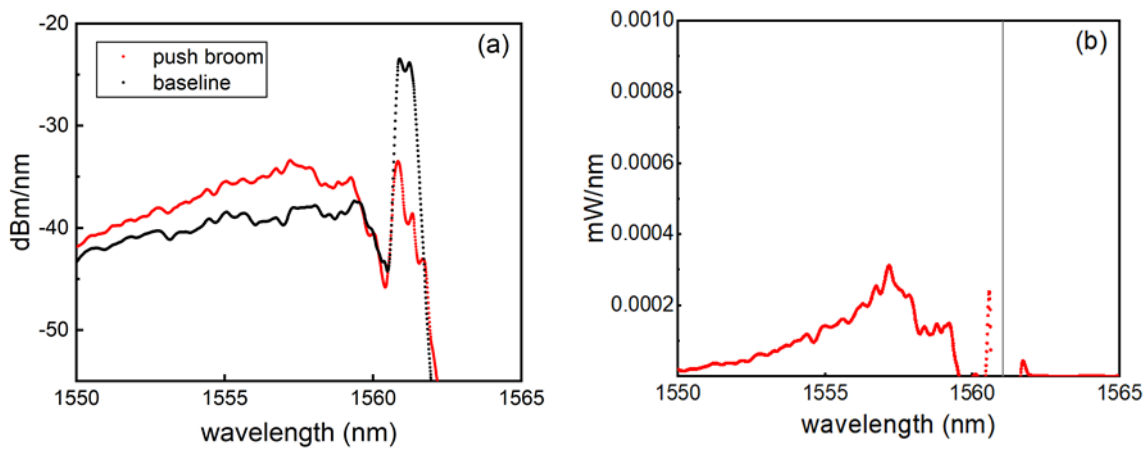 (a)
push broom
baseline
dBm/nm
-20
-30
-40
-50
1550
1555
1560
1565
wavelength (nm)
(b)
mW/nm
0.0010
0.0008
0.0006
0.0004
0.0002
1550
1555
1560
1565
wavelength (nm)